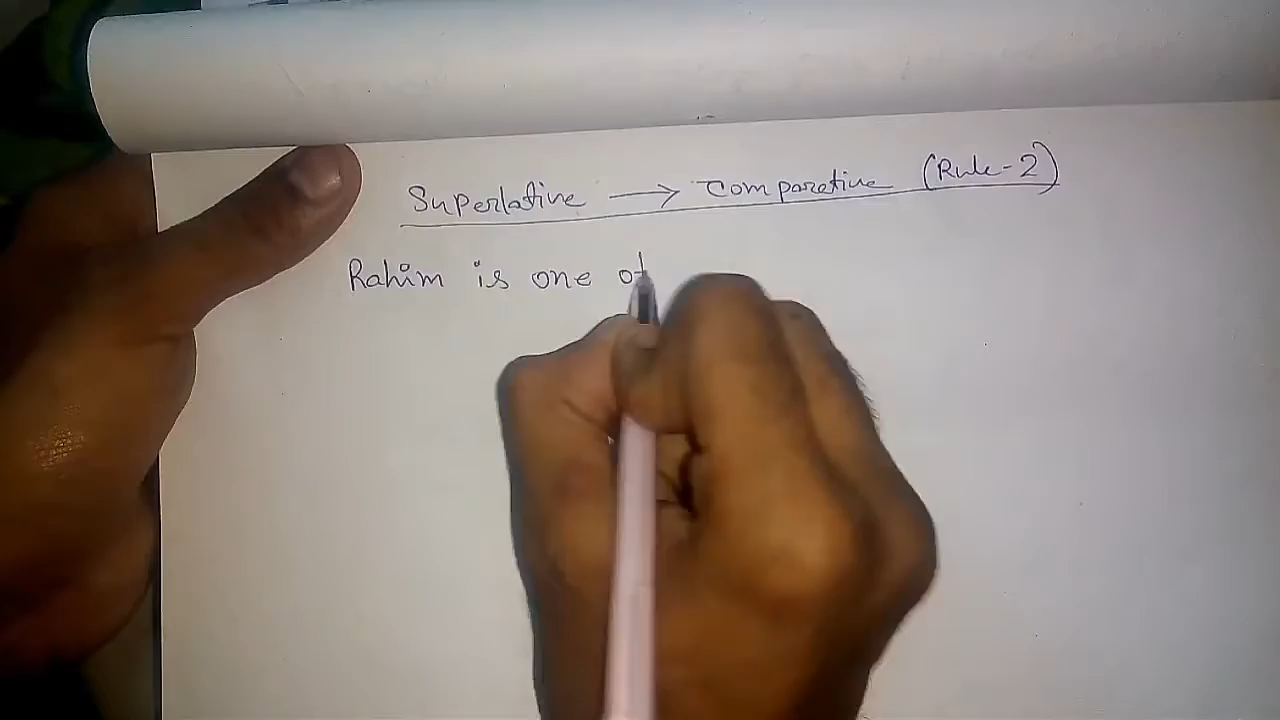 Superlative → Comparative (Rule-2)
Rahim is one of